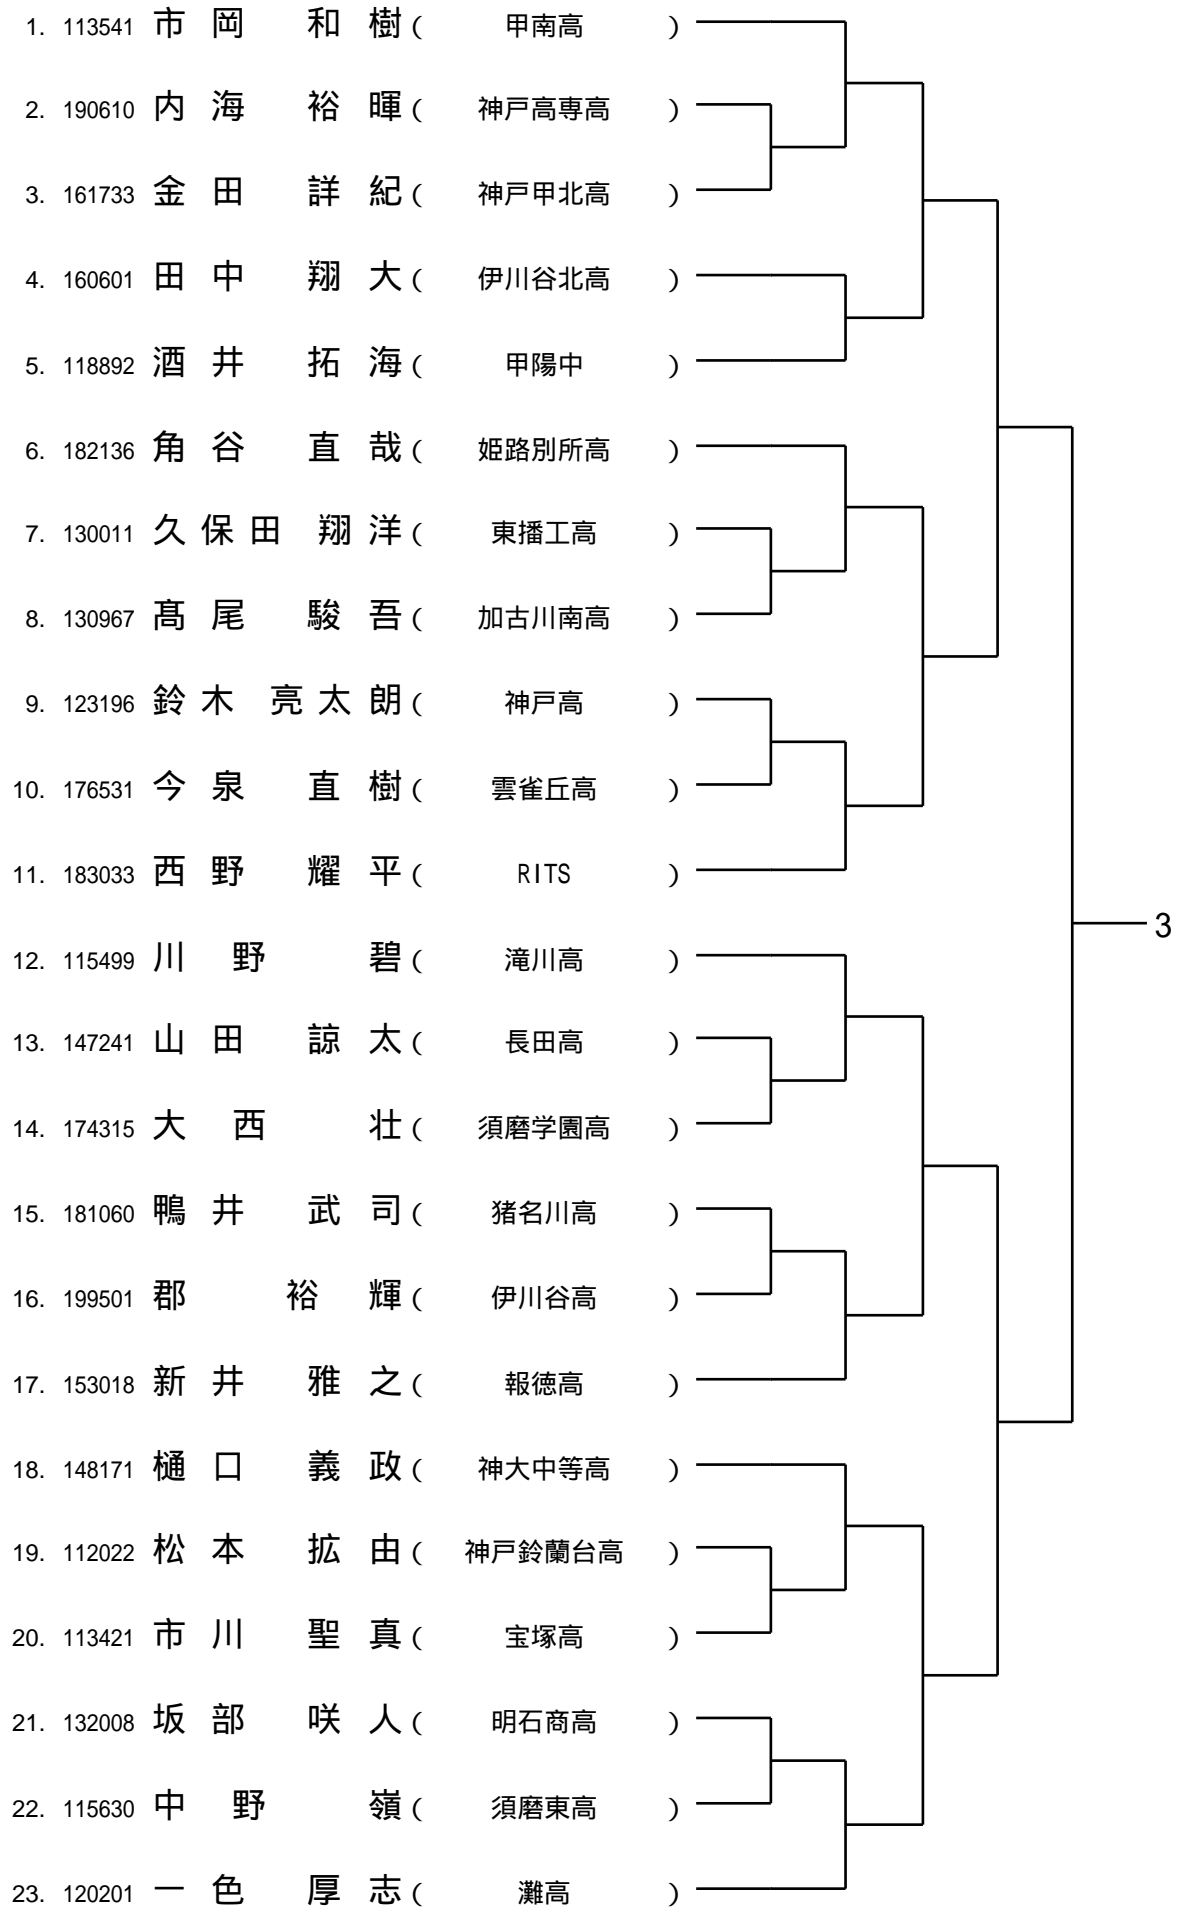 1. 113541 市岡 和樹 ( 甲南高 )
2. 190610 内海 裕暉 ( 神戸高専高 )
3. 161733 金田 詳紀 ( 神戸甲北高 )
4. 160601 田中 翔大 ( 伊川谷北高 )
5. 118892 酒井 拓海 ( 甲陽中 )
6. 182136 角谷 直哉 ( 姫路別所高 )
7. 130011 久保田 翔洋 ( 東播工高 )
8. 130967 髙尾 駿吾 ( 加古川南高 )
9. 123196 鈴木 亮太朗 ( 神戸高 )
10. 176531 今泉 直樹 ( 雲雀丘高 )
11. 183033 西野 耀平 ( RITS )
3
12. 115499 川野 碧 ( 滝川高 )
13. 147241 山田 諒太 ( 長田高 )
14. 174315 大西 壮 ( 須磨学園高 )
15. 181060 鴨井 武司 ( 猪名川高 )
16. 199501 郡 裕輝 ( 伊川谷高 )
17. 153018 新井 雅之 ( 報徳高 )
18. 148171 樋口 義政 ( 神大中等高 )
19. 112022 松本 拡由 ( 神戸鈴蘭台高 )
20. 113421 市川 聖真 ( 宝塚高 )
21. 132008 坂部 咲人 ( 明石商高 )
22. 115630 中野 嶺 ( 須磨東高 )
23. 120201 一色 厚志 ( 灘高 )